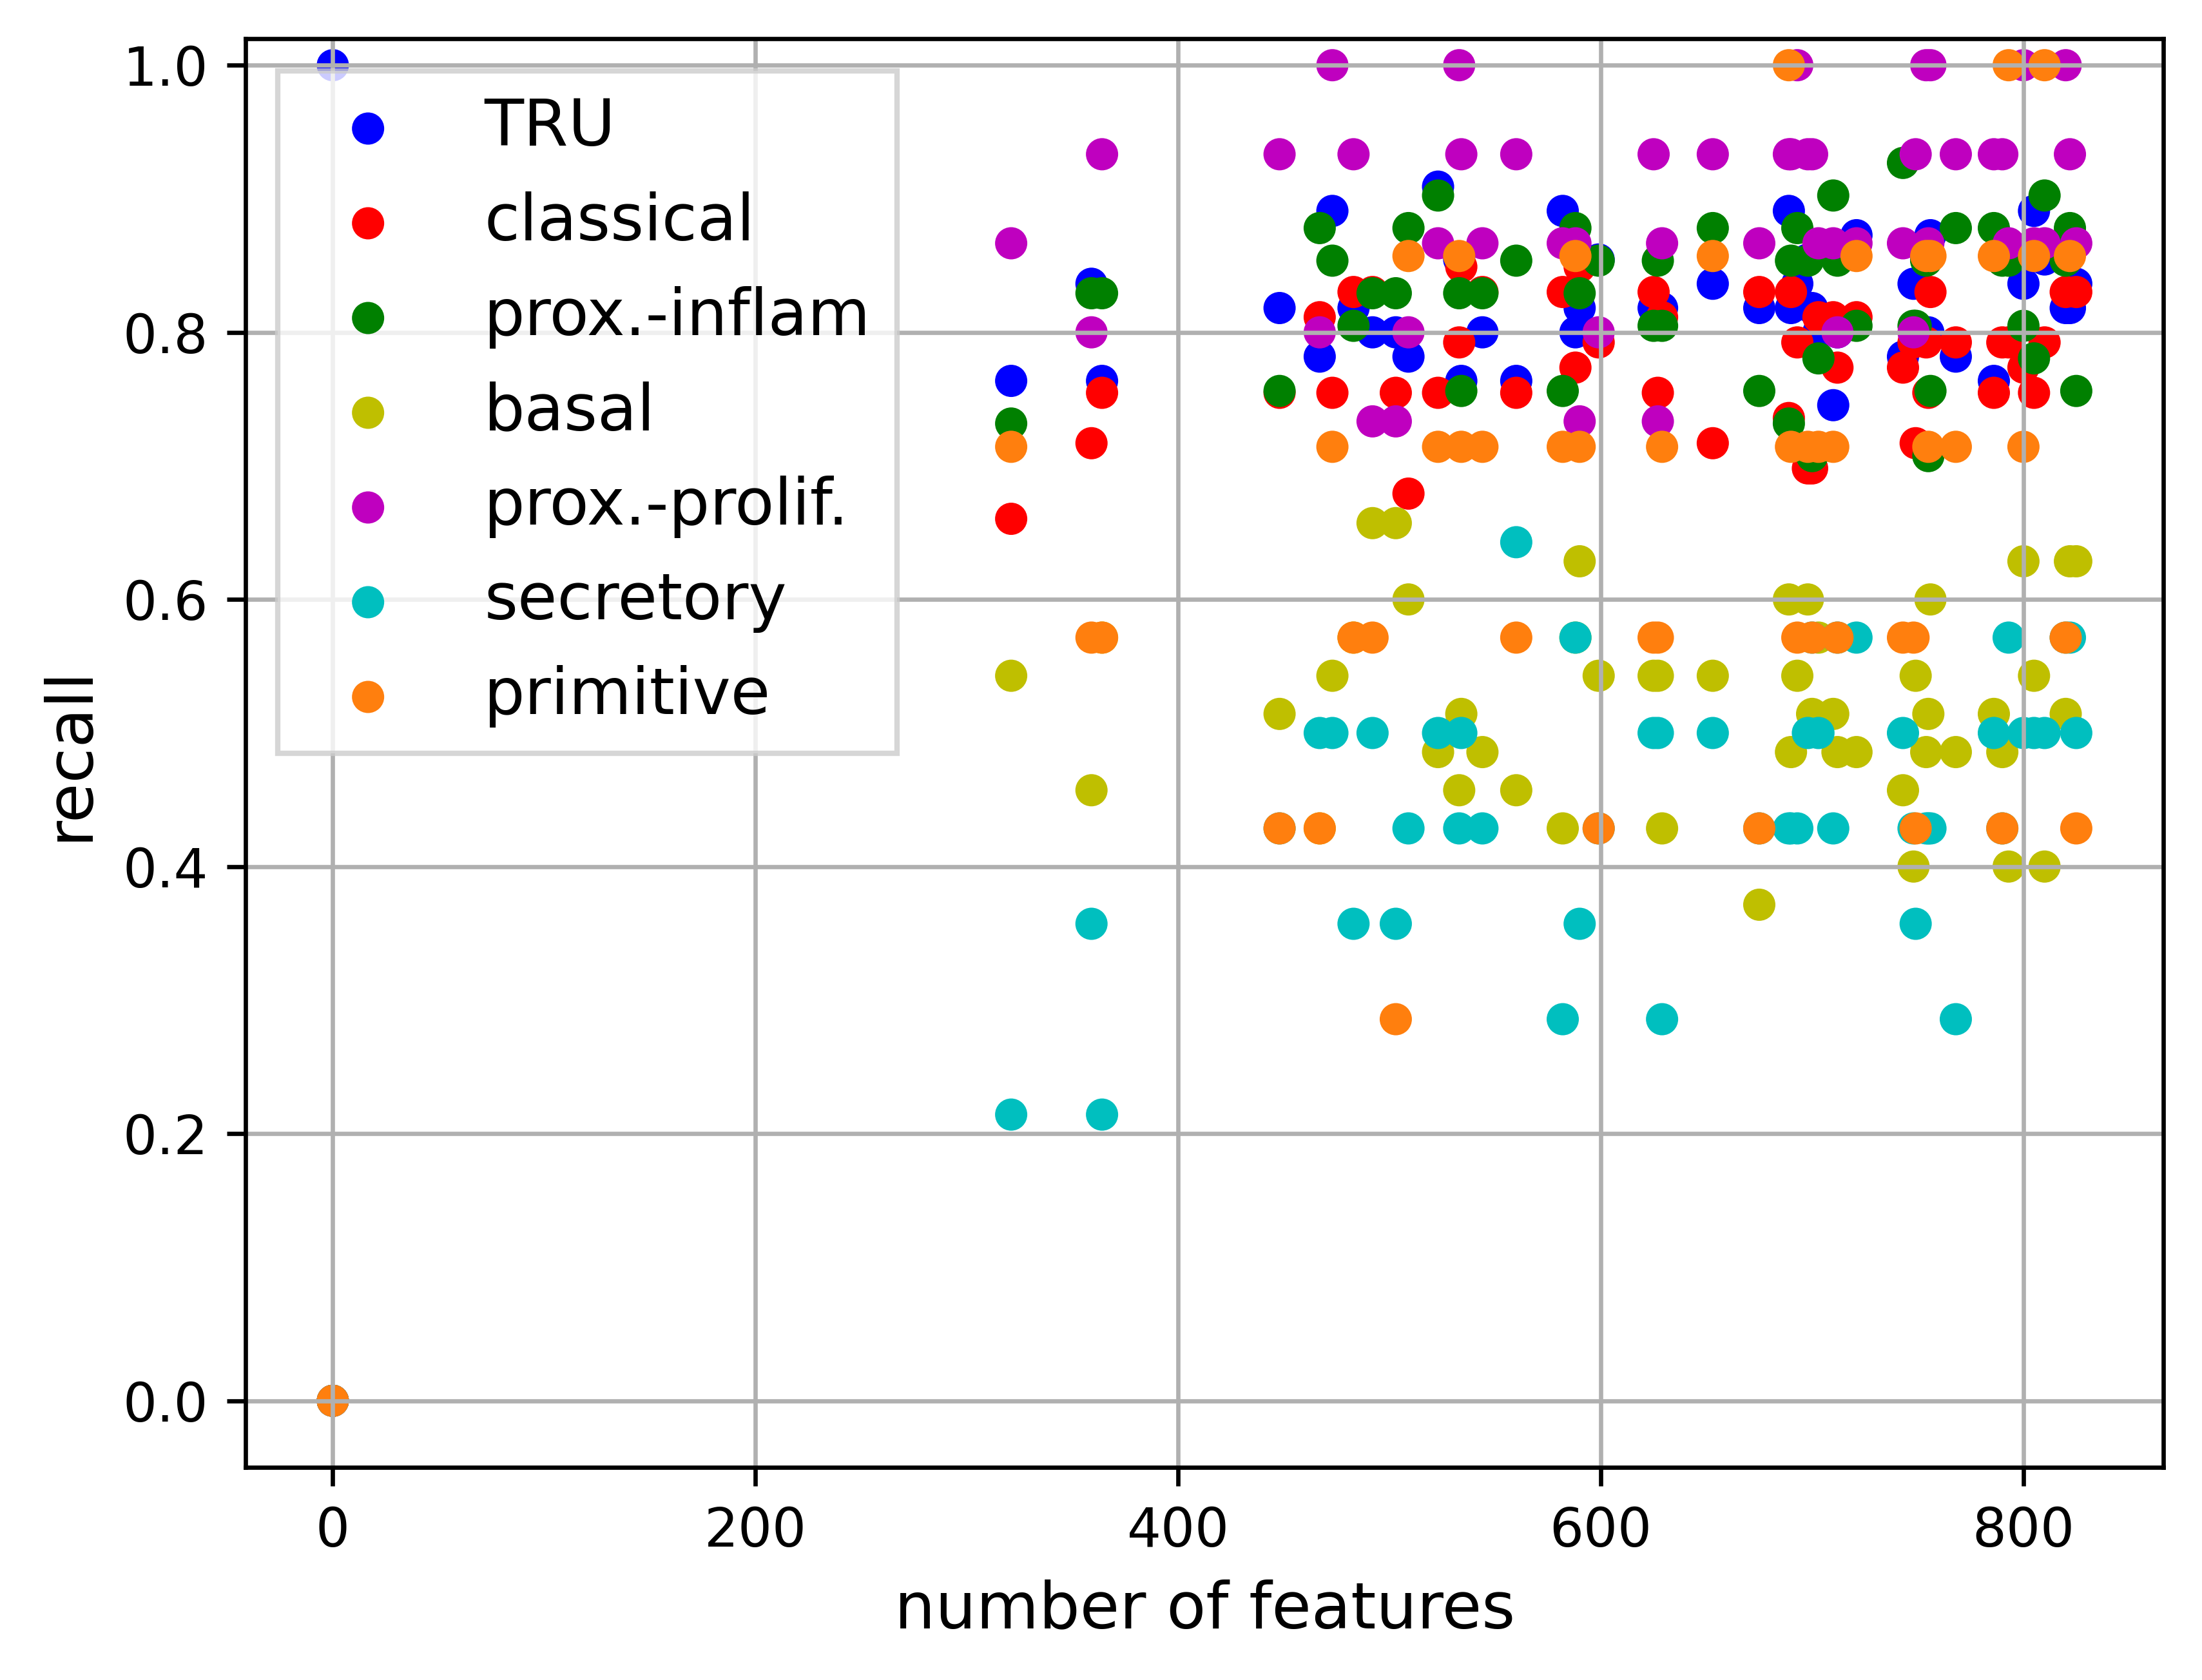 1.0
0.8
0.6
0.4
0.2
0.0
recall
TRU
classical
prox.-inflam
basal
prox.-prolif.
secretory
primitive
0 200 400 600 800
number of features